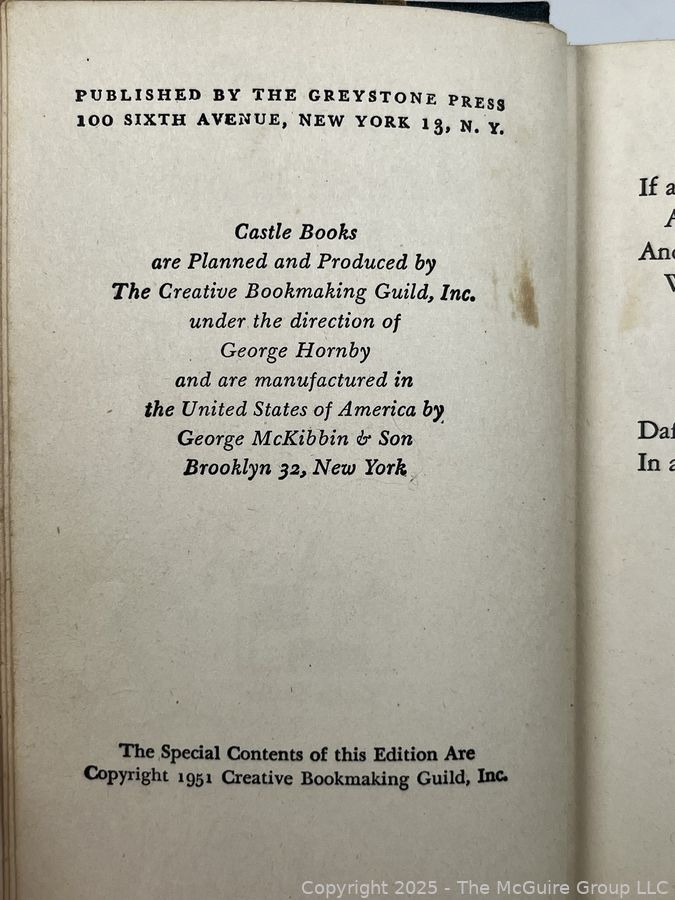 PUBLISHED BY THE GREYSTONE PRESS
100 SIXTH AVENUE, NEW YORK 13, N. Y.
Castle Books
are Planned and Produced by
The Creative Bookmaking Guild, Inc.
under the direction of
George Hornby
and are manufactured in
the United States of America by
George McKibbin & Son
Brooklyn 32, New York
The Special Contents of this Edition Are
Copyright 1951 Creative Bookmaking Guild, Inc.
If a
And
In a
Copyright 2025 - The McGuire Group LLC